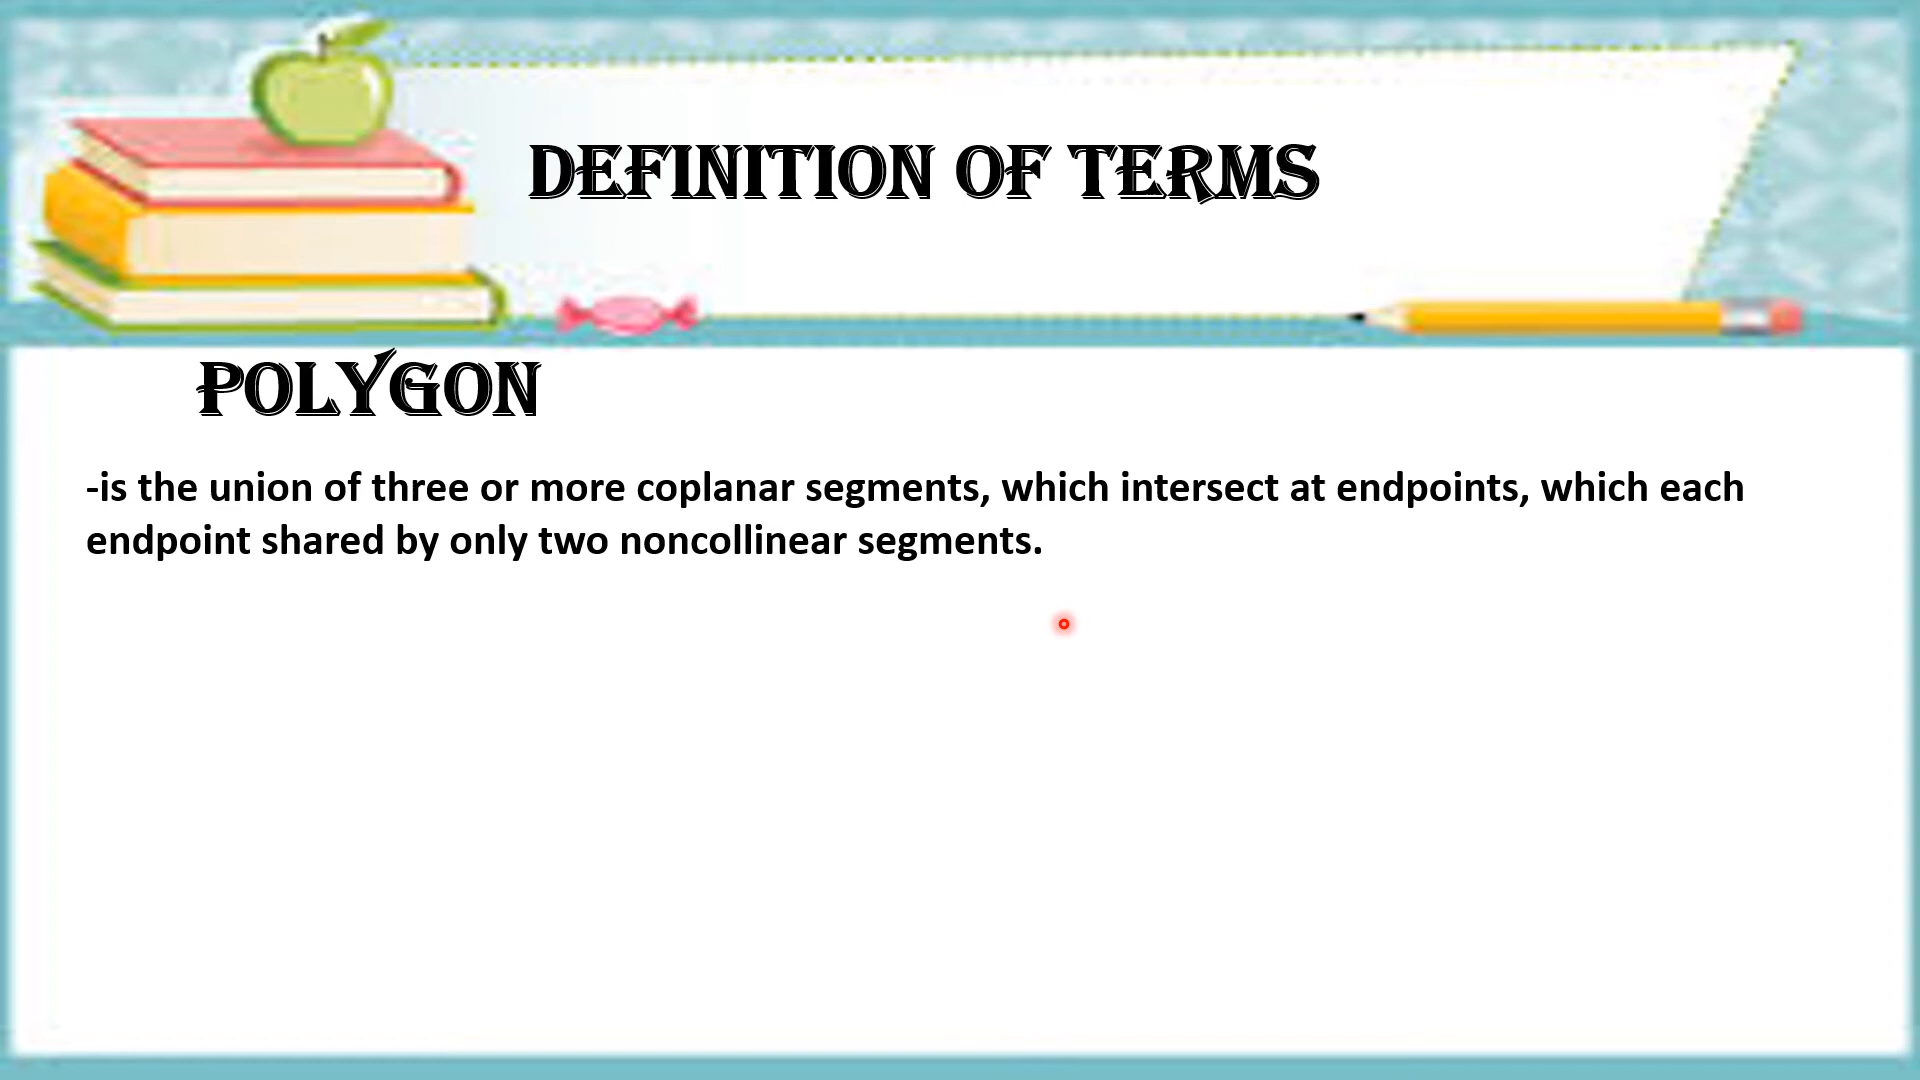 DEFINITION OF TERMS
POLYGON
-is the union of three or more coplanar segments, which intersect at endpoints, which each
endpoint shared by only two noncollinear segments.